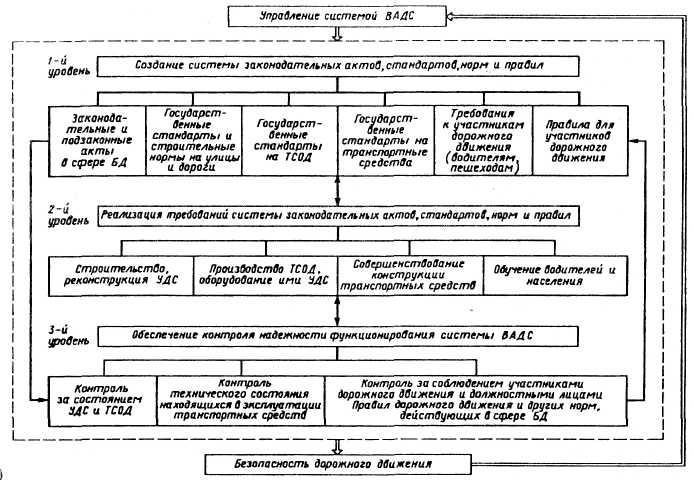 Управление системой ВАДС
1-й
уровень
Создание системы законодательных актов, стандартов, норм и правил
Законода-
тельные и
подзаконные
акты
в сфере БД
Государст-
венные
стандарты и
строительные
нормы на улицы
и дороги
Государст-
венные
стандарты
на ТСОД
Государст-
венные
стандарты на
транспортные
средства
Требования
к участникам
дорожного
движения
(водителям,
пешеходам)
Правила для
участников
дорожного
движения
2-й
уровень
Реализация требований системы законодательных актов, стандартов, норм и правил
Строительство,
реконструкция УДС
Производство ТСОД,
оборудование ими УДС
Совершенствование
конструкции
транспортных средств
Обучение водителей и
населения
3-й
уровень
Обеспечение контроля надежности функционирования системы ВАДС
Контроль
за состоянием
УДС и ТСОД
Контроль
технического состояния
находящихся в эксплуатации
транспортных средств
Контроль за соблюдением участниками
дорожного движения и должностными лицами
Правил дорожного движения и других норм,
действующих в сфере БД
Безопасность дорожного движения
)